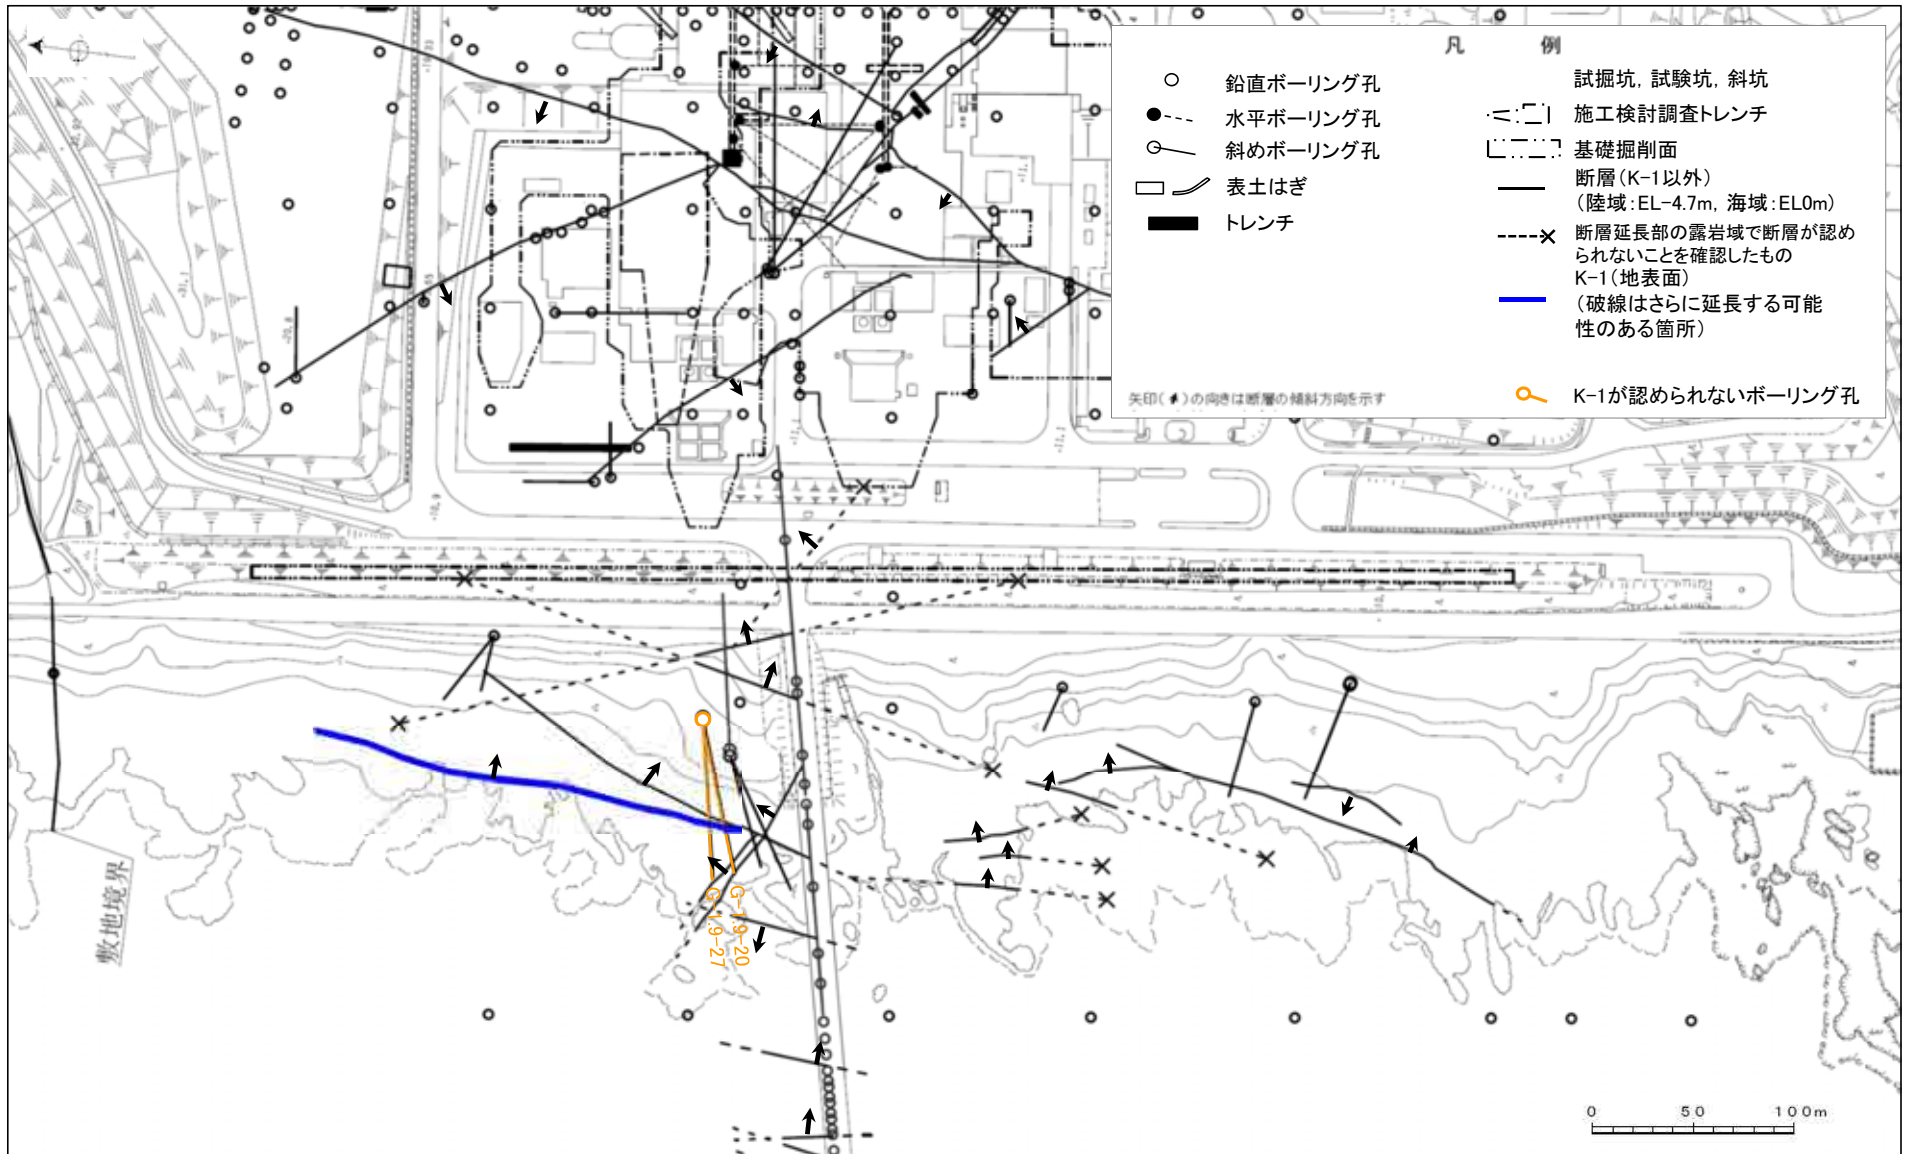 凡　例
鉛直ボーリング孔
水平ボーリング孔
斜めボーリング孔
表土はぎ
トレンチ
試掘坑, 試験坑, 斜坑
施工検討調査トレンチ
基礎掘削面
断層(K-1以外)
(陸域:EL-4.7m, 海域:EL0m)
断層延長部の露岩域で断層が認め
られないことを確認したもの
K-1(地表面)
(破線はさらに延長する可能
性のある箇所)
K-1が認められないボーリング孔
矢印( )の向きは断層の傾斜方向を示す
敷地境界
G-1.9-27
G-1.9-20
0 50 100m